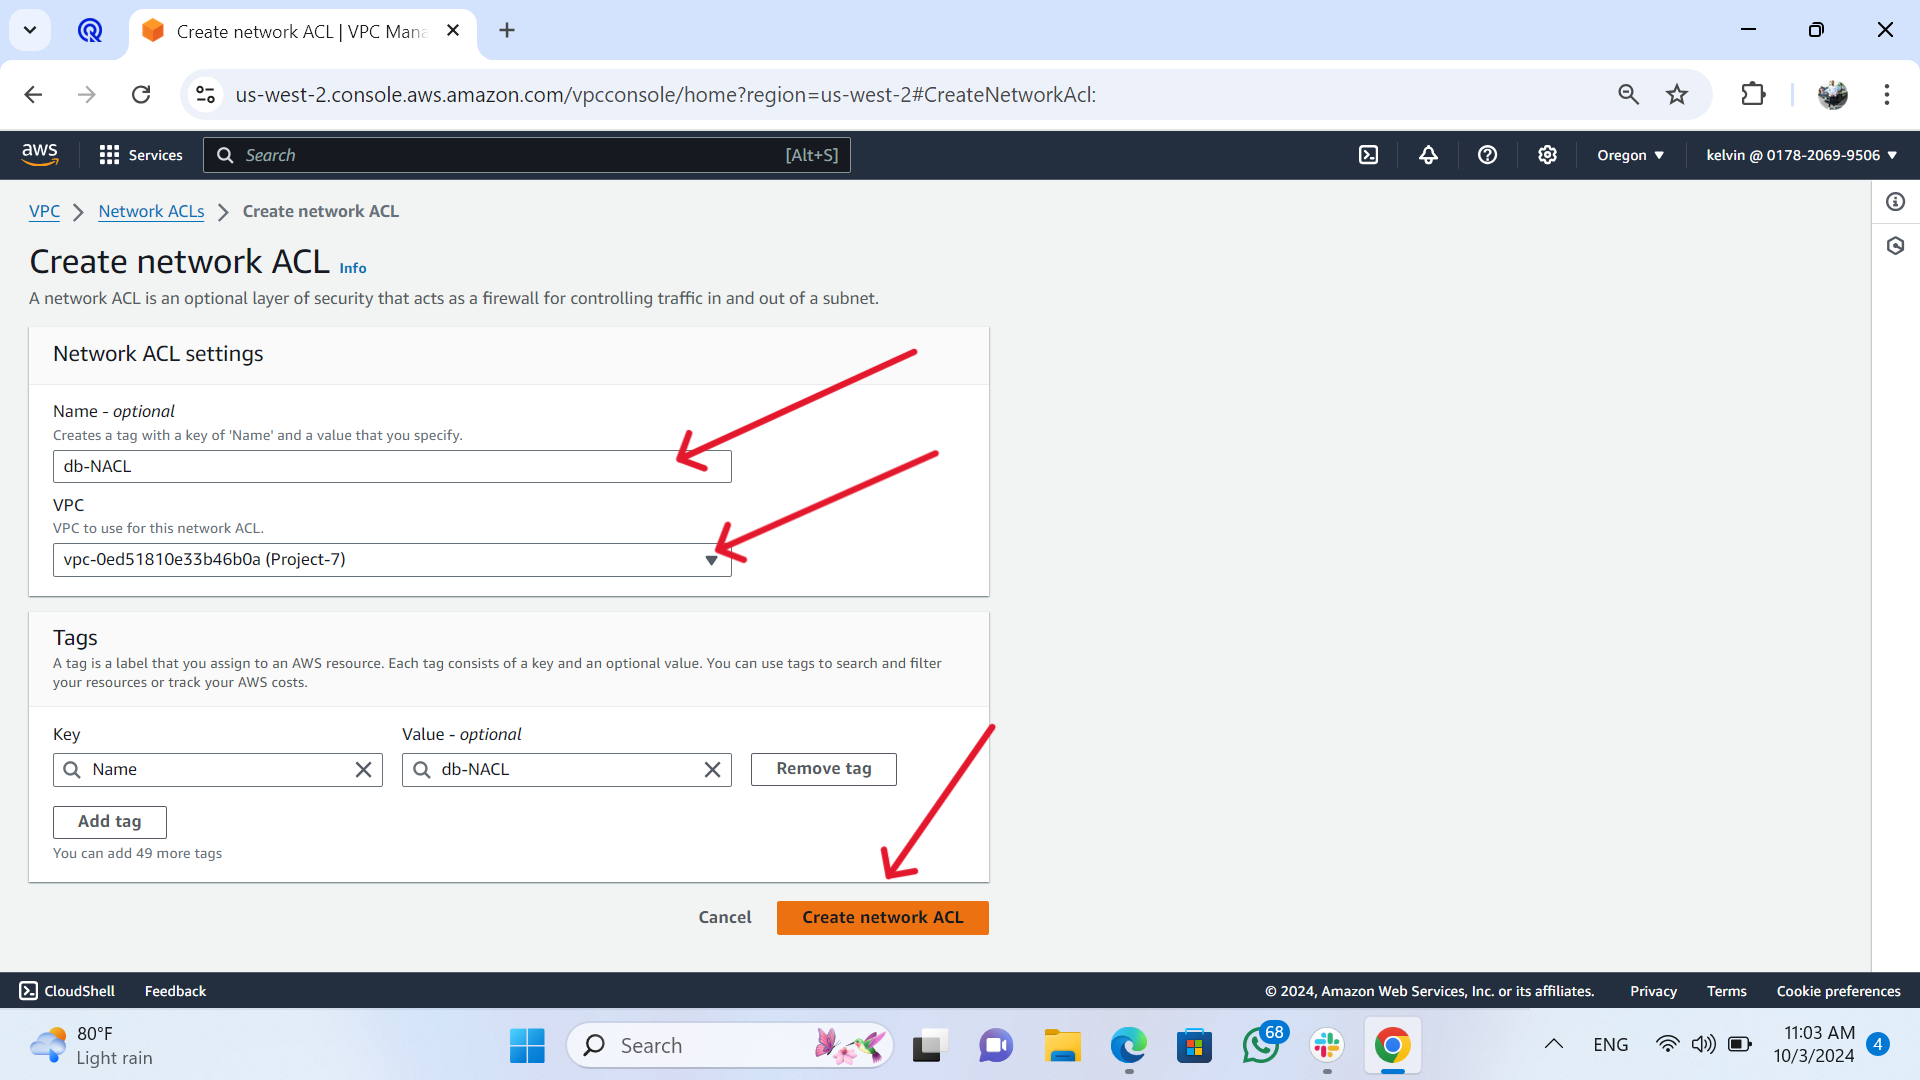 Create network ACL | VPC Mana
us-west-2.console.aws.amazon.com/vpcconsole/home?region=us-west-2#CreateNetworkAcl:
aws
Services
Search
[Alt+S]
Oregon
kelvin @ 0178-2069-9506
VPC
Network ACLs
Create network ACL
Create network ACL Info
A network ACL is an optional layer of security that acts as a firewall for controlling traffic in and out of a subnet.
Network ACL settings
Name - optional
Creates a tag with a key of 'Name' and a value that you specify.
db-NACL
VPC
VPC to use for this network ACL.
vpc-0ed51810e33b46b0a (Project-7)
Tags
A tag is a label that you assign to an AWS resource. Each tag consists of a key and an optional value. You can use tags to search and filter
your resources or track your AWS costs.
Key
Value - optional
Name
db-NACL
Remove tag
Add tag
You can add 49 more tags
Cancel
Create network ACL
CloudShell
Feedback
© 2024, Amazon Web Services, Inc. or its affiliates.
Privacy
Terms
Cookie preferences
80°F
Light rain
Search
68
ENG
11:03 AM
10/3/2024
4